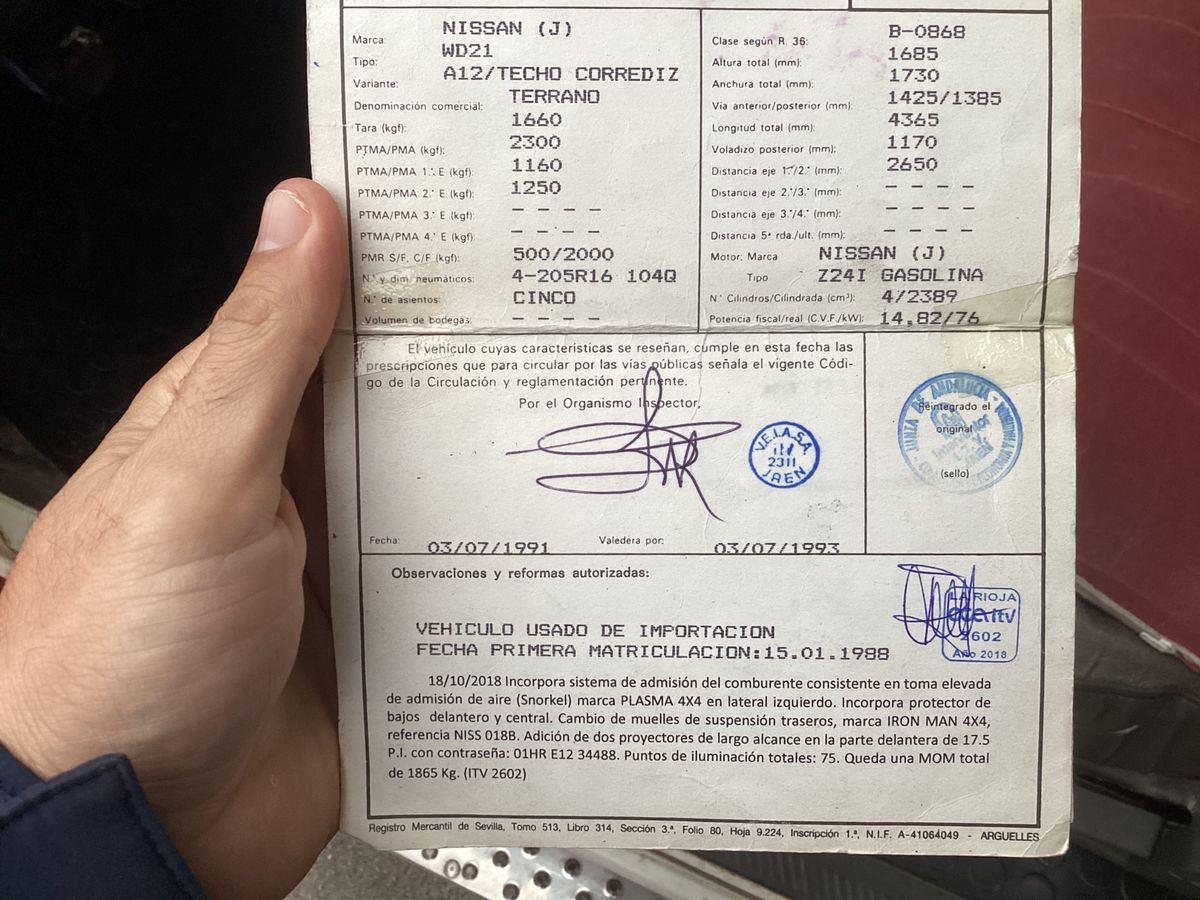 Marca: NISSAN (J)
Tipo: WD21
Variante: A12/TECHO CORREDIZ
Denominación comercial: TERRANO
Tara (kgf): 1660
PTMA/PMA (kgf): 2300
PTMA/PMA 1.º E (kgf): 1160
PTMA/PMA 2.º E (kgf): 1250
PTMA/PMA 3.º E (kgf): - - - -
PTMA/PMA 4.º E (kgf): - - - -
PMR S/F. C/F (kgf): 500/2000
N.º y dim neumáticos: 4-205R16 104Q
N.º de asientos: CINCO
Volumen de bodegas: - - - -
Clase según R. 36: B-0868
Altura total (mm): 1685
Anchura total (mm): 1730
Vía anterior/posterior (mm): 1425/1385
Longitud total (mm): 4365
Voladizo posterior (mm): 1170
Distancia eje 1.º/2.º (mm): 2650
Distancia eje 2.º/3.º (mm): - - - -
Distancia eje 3.º/4.º (mm): - - - -
Distancia 5ª rda./ult. (mm): - - - -
Motor: Marca NISSAN (J)
Tipo Z24I GASOLINA
N.º Cilindros/Cilindrada (cm³): 4/2389
Potencia fiscal/real (C.V.F./kW): 14,82/76
El vehículo cuyas características se reseñan, cumple en esta fecha las
prescripciones que para circular por las vías públicas señala el vigente Códi-
go de la Circulación y reglamentación pertinente.
Por el Organismo Inspector,
V.E.I.A.S.A.
2311
JAEN
JUNTA DE ANDALUCIA
Reintegrado el
original
(sello)
Fecha: 03/07/1991 Valedera por: 03/07/1993
Observaciones y reformas autorizadas:
LA RIOJA
itv
2602
Año 2018
VEHICULO USADO DE IMPORTACION
FECHA PRIMERA MATRICULACION:15.01.1988
18/10/2018 Incorpora sistema de admisión del comburente consistente en toma elevada
de admisión de aire (Snorkel) marca PLASMA 4X4 en lateral izquierdo. Incorpora protector de
bajos delantero y central. Cambio de muelles de suspensión traseros, marca IRON MAN 4X4,
referencia NISS 018B. Adición de dos proyectores de largo alcance en la parte delantera de 17.5
P.I. con contraseña: 01HR E12 34488. Puntos de iluminación totales: 75. Queda una MOM total
de 1865 Kg. (ITV 2602)
Registro Mercantil de Sevilla, Tomo 513, Libro 314, Sección 3.ª, Folio 80, Hoja 9.224, Inscripción 1.ª, N.I.F. A-41064049 - ARGUELLES